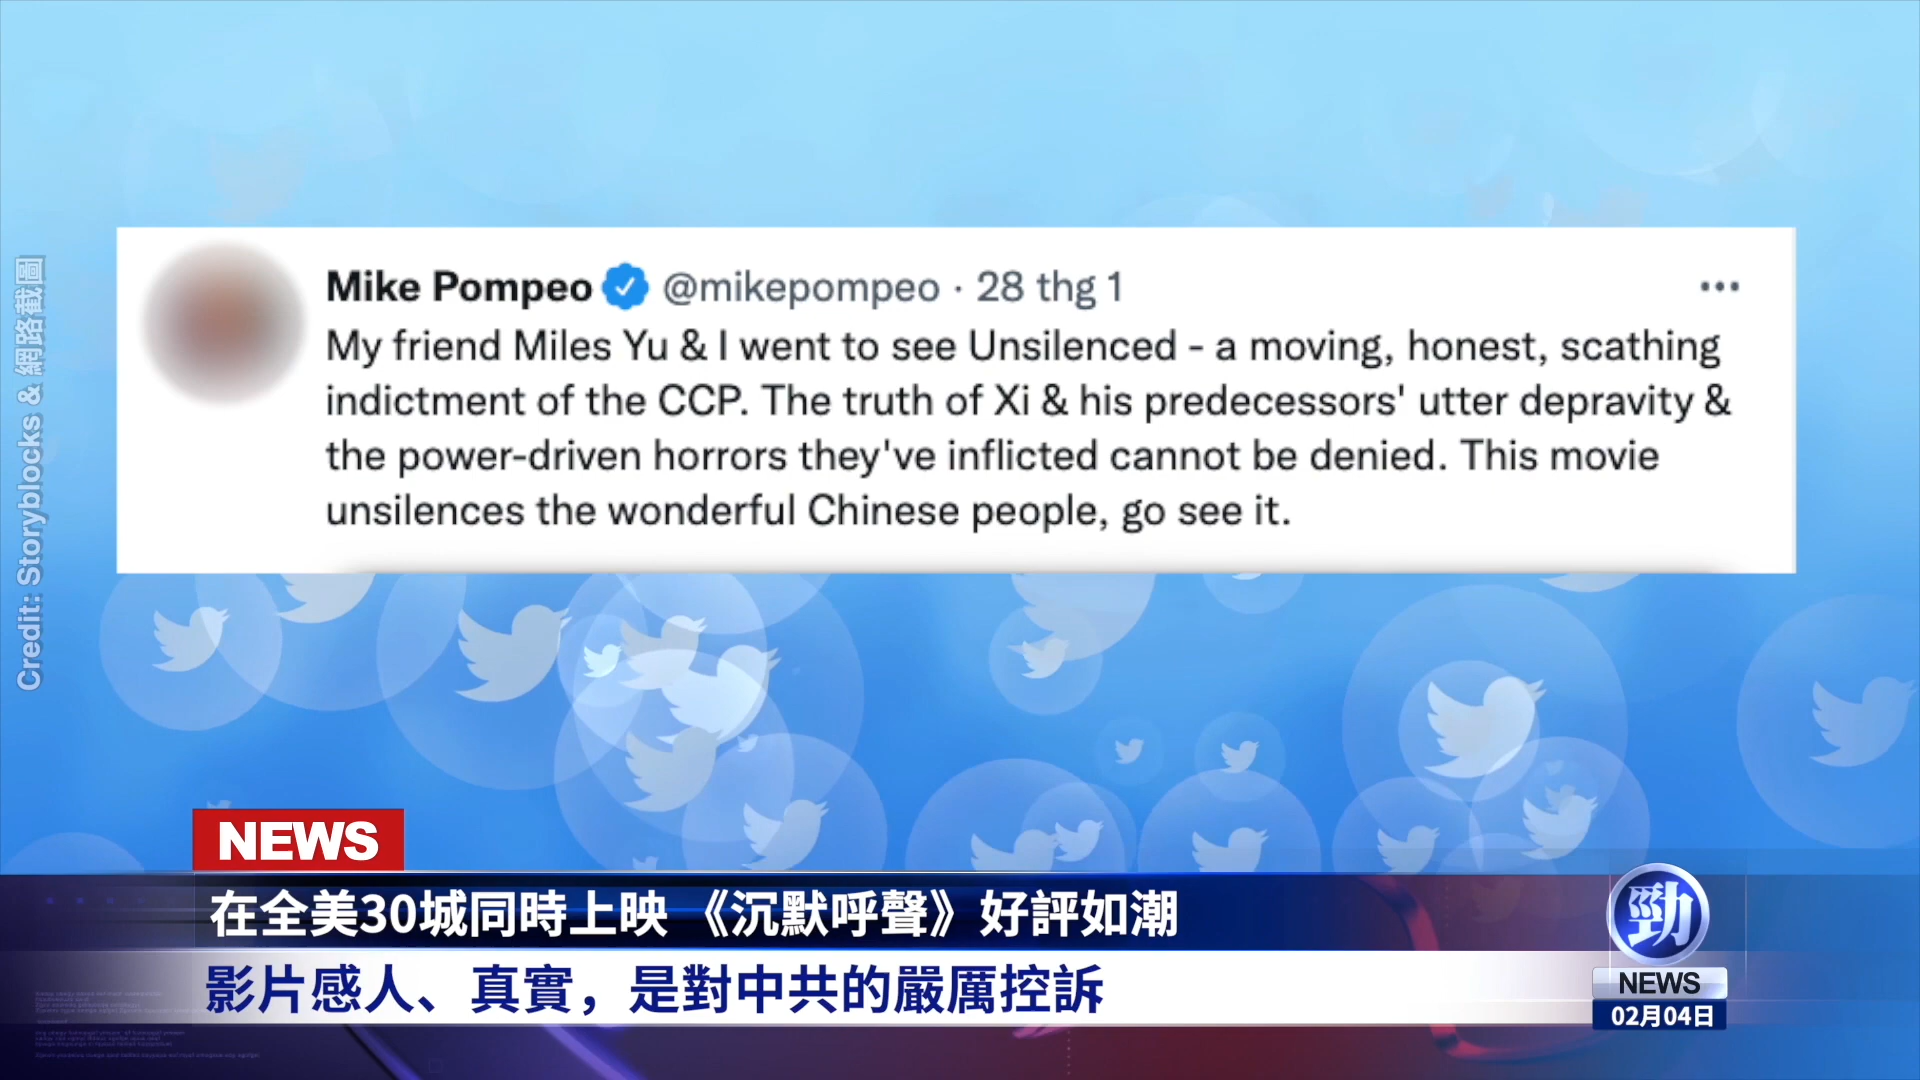 Credit: Storyblocks & 網路截圖
Mike Pompeo @mikepompeo · 28 thg 1
My friend Miles Yu & I went to see Unsilenced - a moving, honest, scathing
indictment of the CCP. The truth of Xi & his predecessors' utter depravity &
the power-driven horrors they've inflicted cannot be denied. This movie
unsilences the wonderful Chinese people, go see it.
NEWS
在全美30城同時上映 《沉默呼聲》好評如潮
影片感人、真實，是對中共的嚴厲控訴
勁
NEWS
02月04日